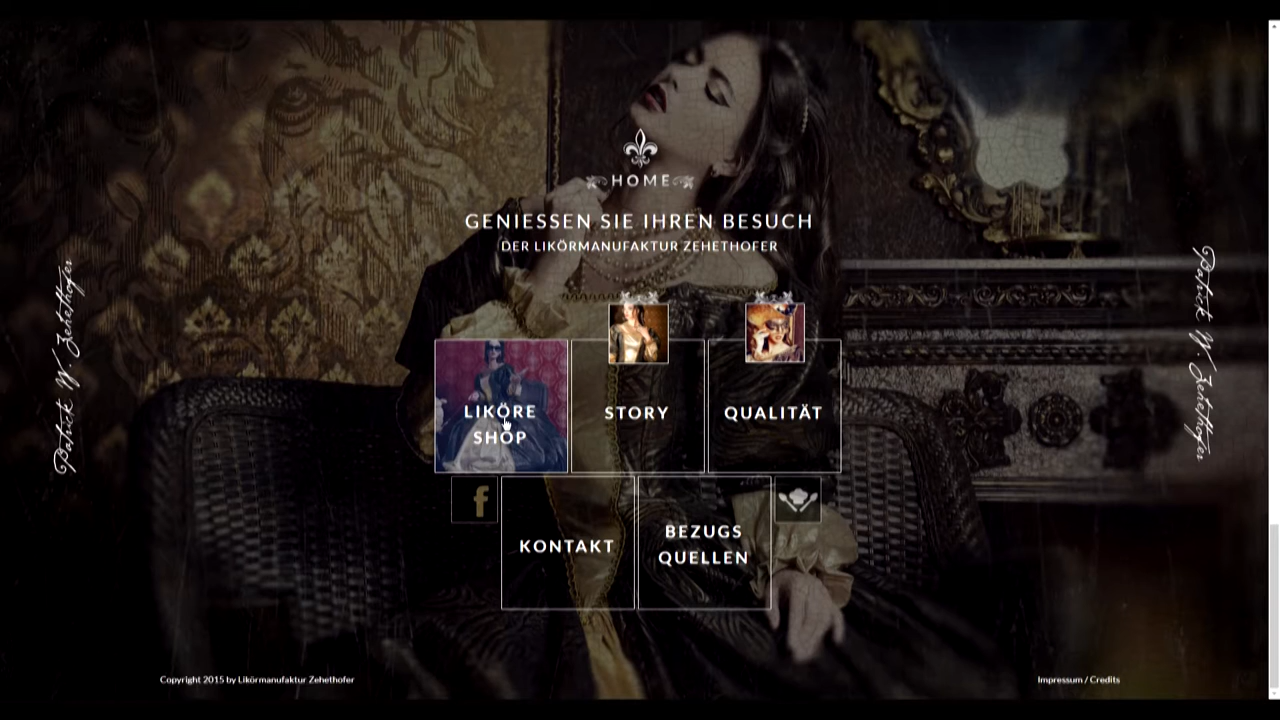 HOME
GENIESSEN SIE IHREN BESUCH
DER LIKÖRMANUFAKTUR ZEHETHOFER
Patrick W. Zehethofer
Patrick W. Zehethofer
LIKÖRE
SHOP
STORY
QUALITÄT
f
KONTAKT
BEZUGS
QUELLEN
Copyright 2015 by Likörmanufaktur Zehethofer
Impressum / Credits